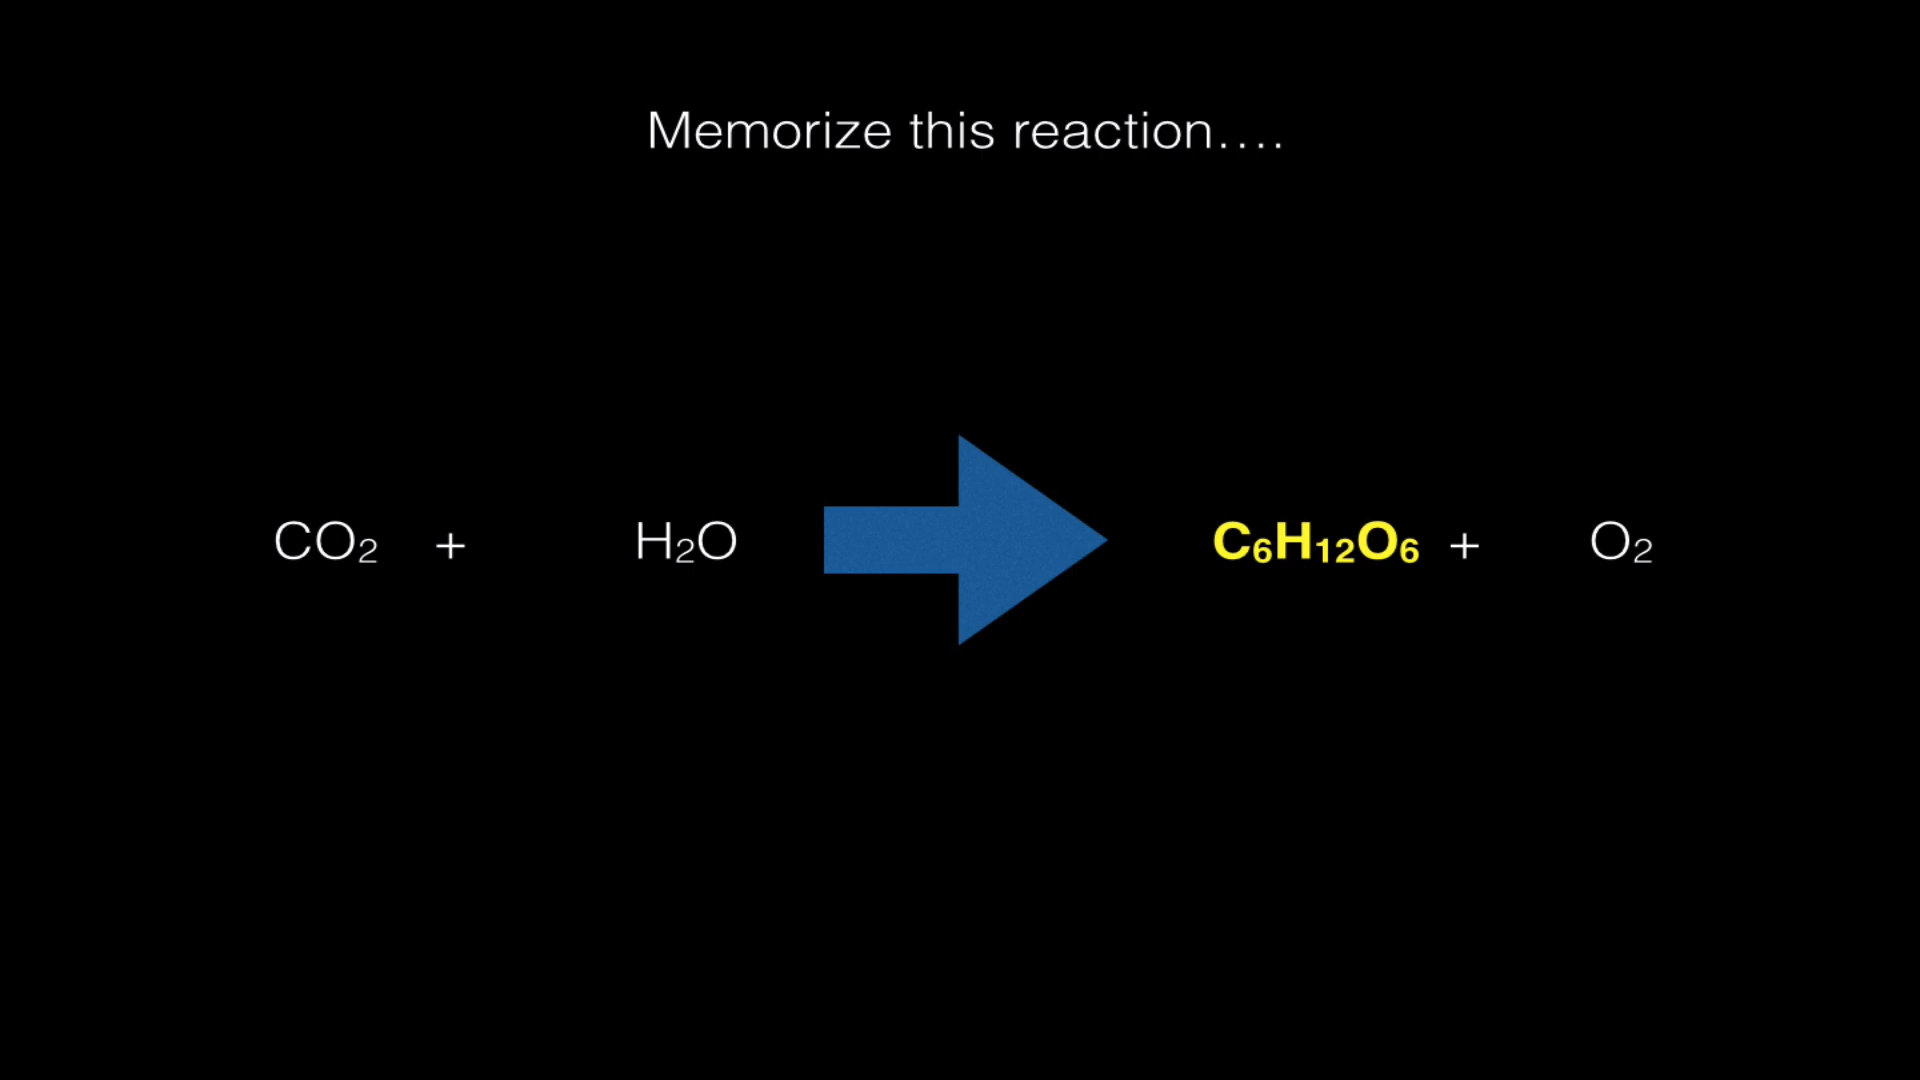 Memorize this reaction….
CO₂ + H₂O C₆H₁₂O₆ + O₂